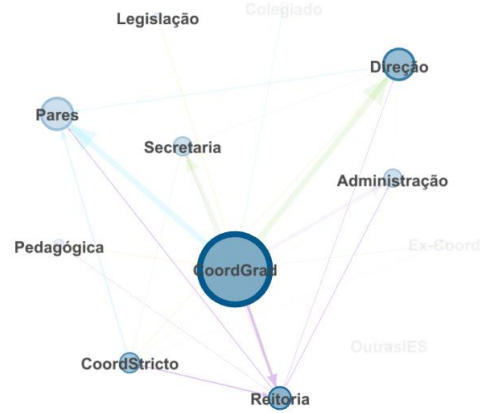 Legislação
Colegiado
Direção
Pares
Secretaria
Administração
Pedagógica
Ex-Coord
CoordGrad
OutrasIES
CoordStricto
Reitoria